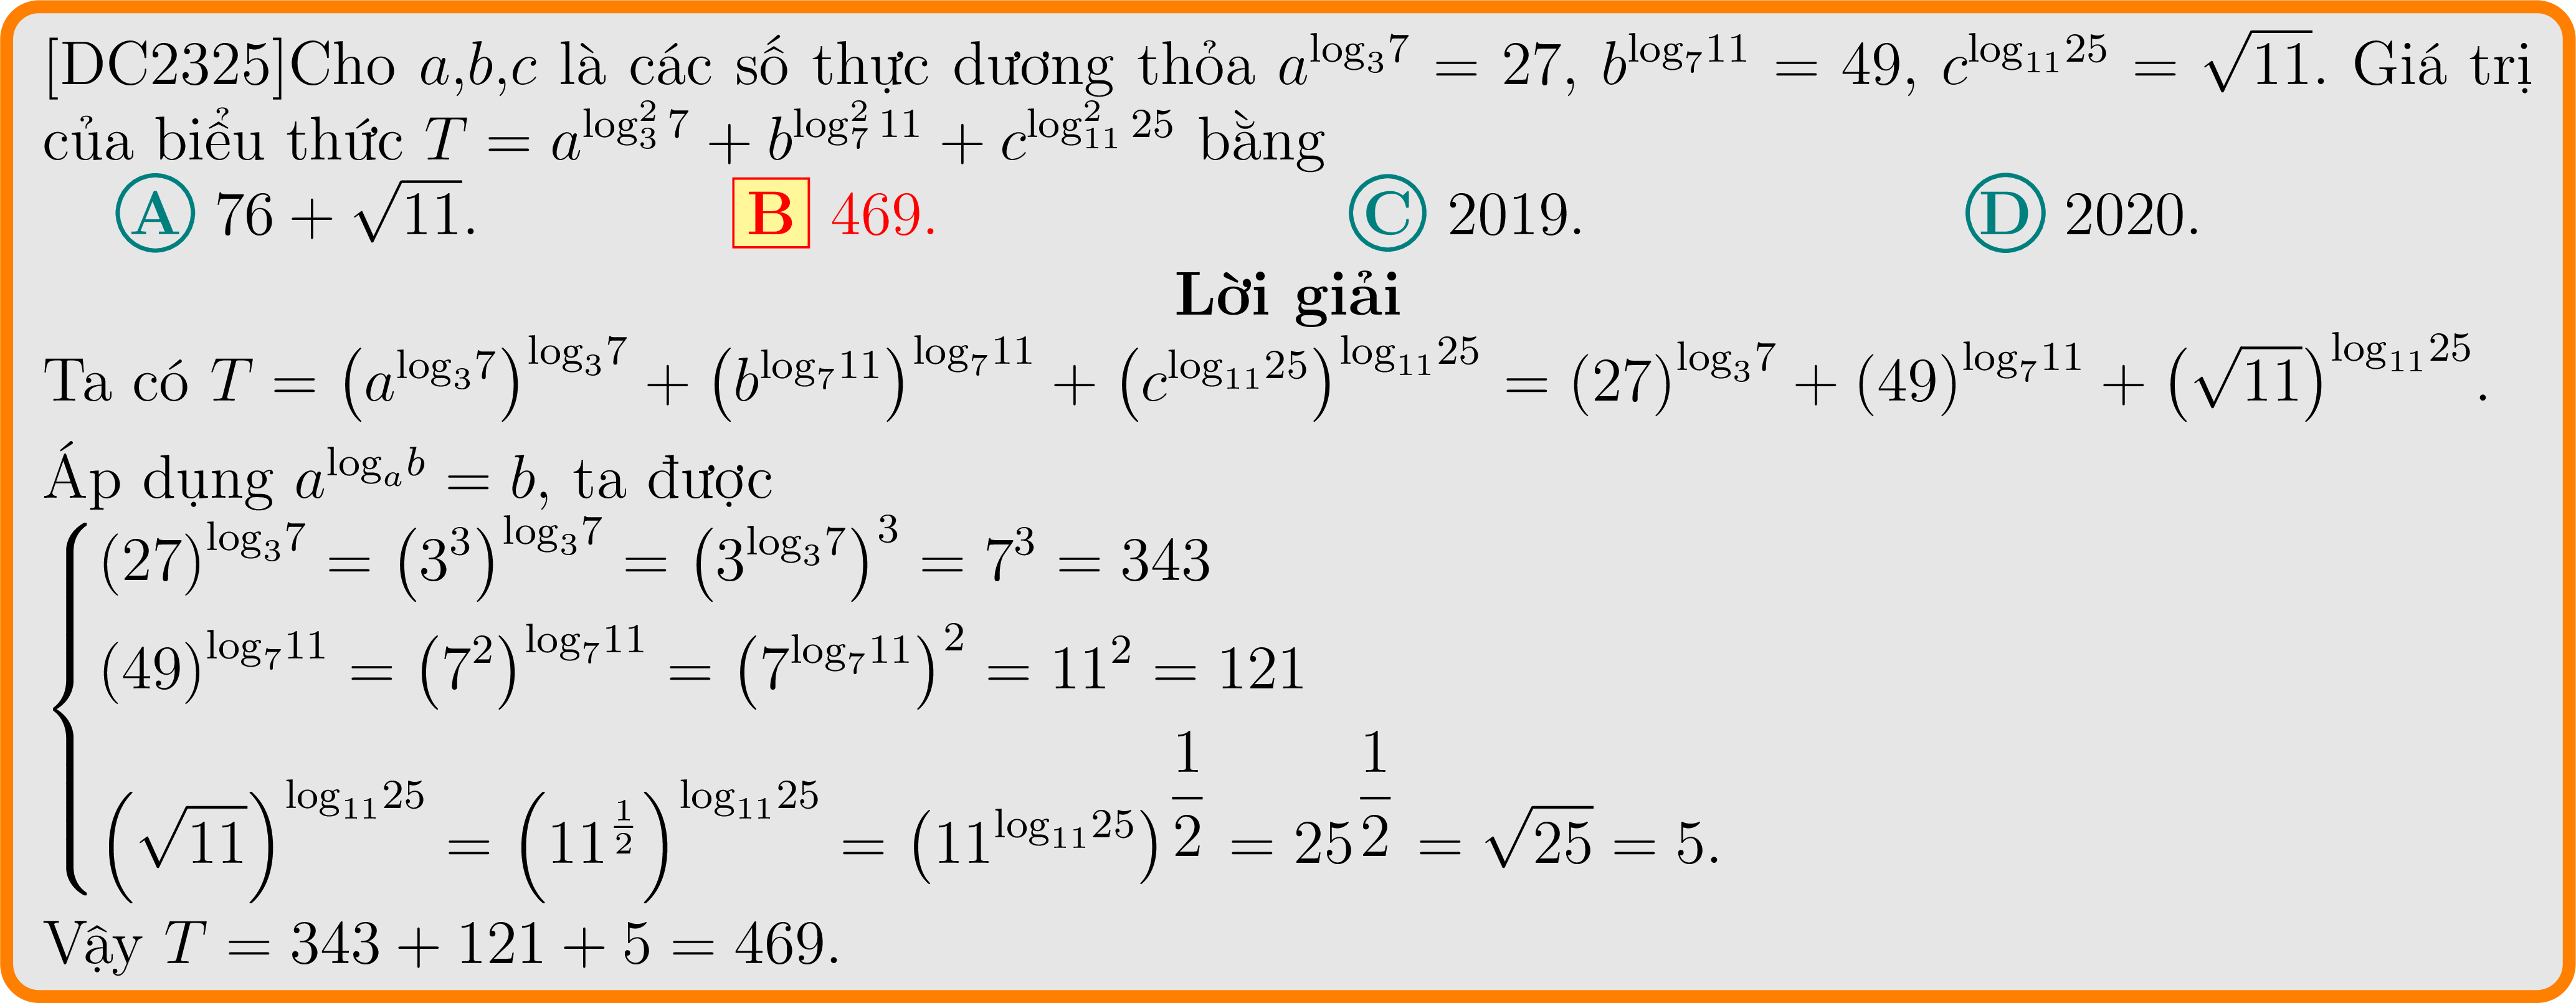 [DC2325]Cho a,b,c là các số thực dương thỏa $a^{\log_3 7} = 27$, $b^{\log_7 11} = 49$, $c^{\log_{11} 25} = \sqrt{11}$. Giá trị
của biểu thức $T = a^{\log_3^2 7} + b^{\log_7^2 11} + c^{\log_{11}^2 25}$ bằng
A $76 + \sqrt{11}$. B 469. C 2019. D 2020.
Lời giải
Ta có $T = \left(a^{\log_3 7}\right)^{\log_3 7} + \left(b^{\log_7 11}\right)^{\log_7 11} + \left(c^{\log_{11} 25}\right)^{\log_{11} 25} = (27)^{\log_3 7} + (49)^{\log_7 11} + \left(\sqrt{11}\right)^{\log_{11} 25}$.
Áp dụng $a^{\log_a b} = b$, ta được
$(27)^{\log_3 7} = \left(3^3\right)^{\log_3 7} = \left(3^{\log_3 7}\right)^3 = 7^3 = 343$
$(49)^{\log_7 11} = \left(7^2\right)^{\log_7 11} = \left(7^{\log_7 11}\right)^2 = 11^2 = 121$
$\left(\sqrt{11}\right)^{\log_{11} 25} = \left(11^{\frac{1}{2}}\right)^{\log_{11} 25} = \left(11^{\log_{11} 25}\right)^{\frac{1}{2}} = 25^{\frac{1}{2}} = \sqrt{25} = 5$.
Vậy $T = 343 + 121 + 5 = 469$.